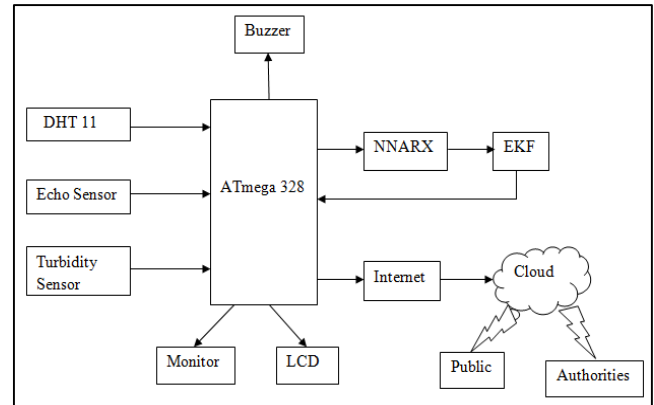 Buzzer
DHT 11
Echo Sensor
Turbidity
Sensor
ATmega 328
NNARX
EKF
Internet
Cloud
Monitor
LCD
Public
Authorities